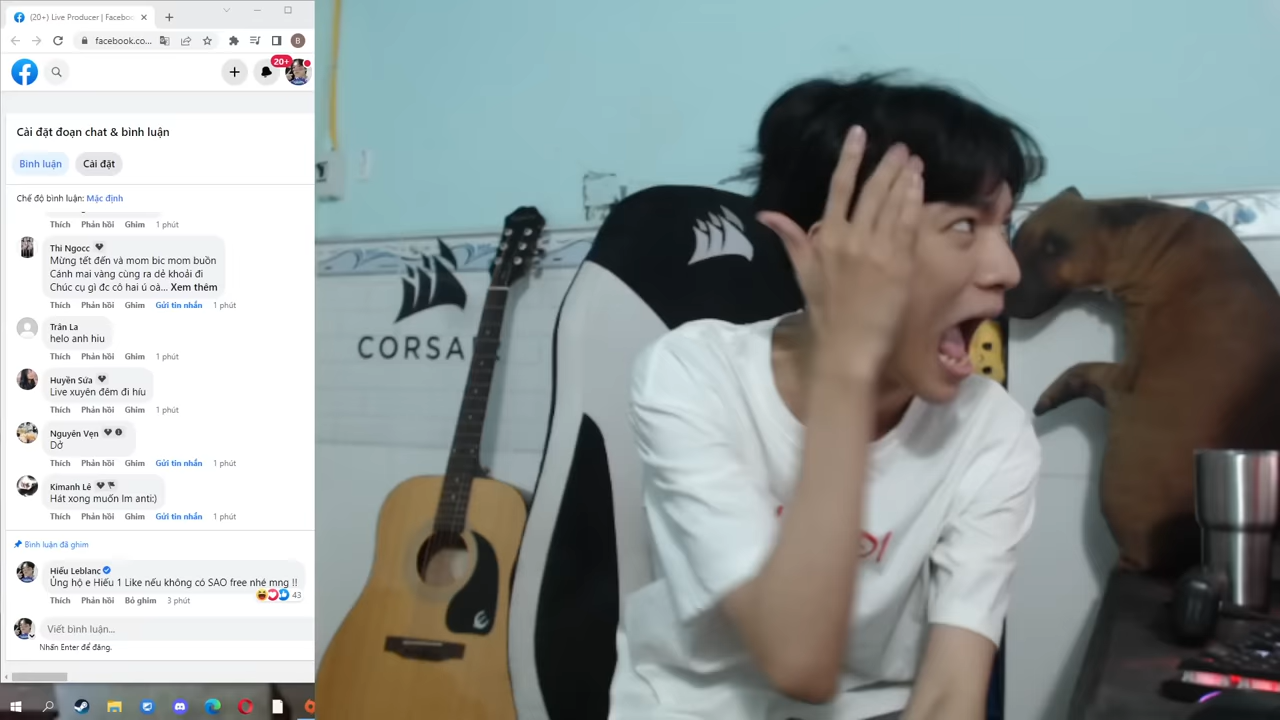 (20+) Live Producer | Faceboo
facebook.co...
20+
B
Cài đặt đoạn chat & bình luận
Bình luận
Cài đặt
Chế độ bình luận: Mặc định
Thích Phản hồi Ghim 1 phút
Thi Ngocc
Mừng tết đến và mom bic mom buồn
Cánh mai vàng cũng ra dẻ khoải đi
Chúc cụ gì đc cô hai ú oà... Xem thêm
Thích Phản hồi Ghim Gửi tin nhắn 1 phút
Trân La
helo anh hiu
Thích Phản hồi Ghim 1 phút
Huyền Sứa
Live xuyên đêm đi híu
Thích Phản hồi Ghim 1 phút
Nguyên Vẹn
Dở
Thích Phản hồi Ghim Gửi tin nhắn 1 phút
Kimanh Lê
Hát xong muốn lm anti:)
Thích Phản hồi Ghim Gửi tin nhắn 1 phút
Bình luận đã ghim
Hiếu Leblanc
Ủng hộ e Hiếu 1 Like nếu không có SAO free nhé mng !!
43
Thích Phản hồi Bỏ ghim 3 phút
Viết bình luận...
Nhấn Enter để đăng.
CORSA